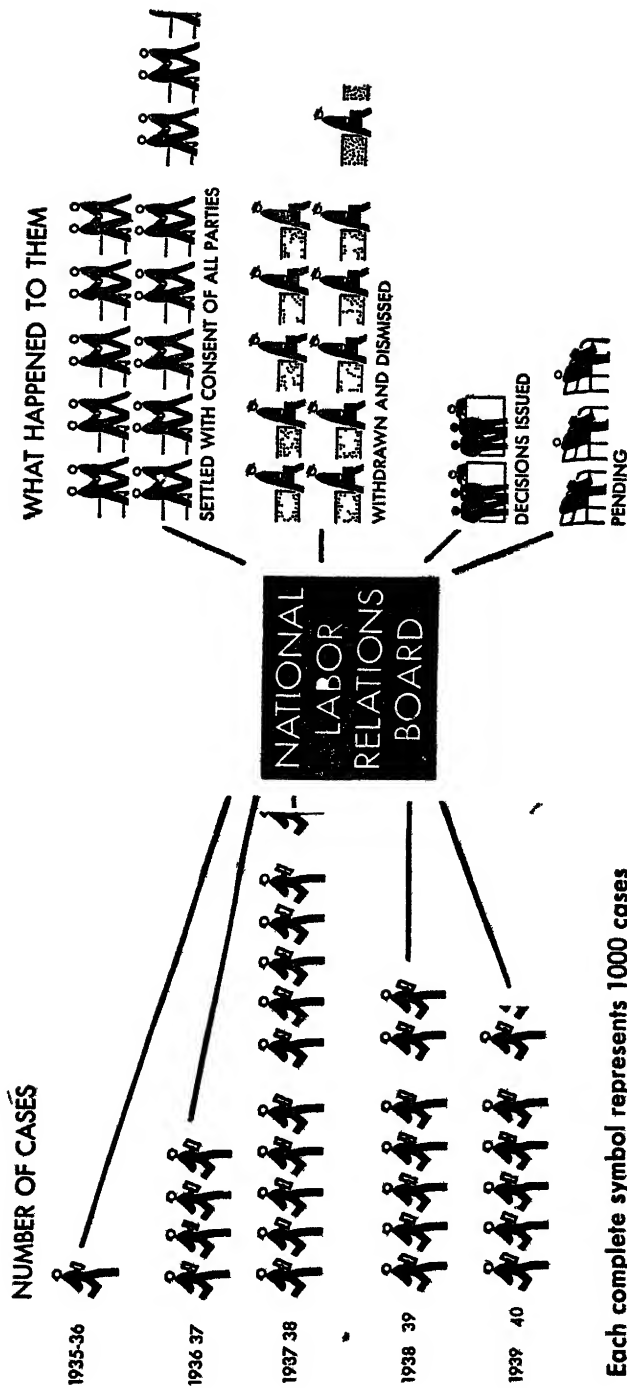 NUMBER OF CASES
1935-36
1936 37
1937 38
1938 39
1939 40
Each complete symbol represents 1000 cases
NATIONAL
LABOR
RELATIONS
BOARD
WHAT HAPPENED TO THEM
SETTLED WITH CONSENT OF ALL PARTIES
WITHDRAWN AND DISMISSED
DECISIONS ISSUED
PENDING